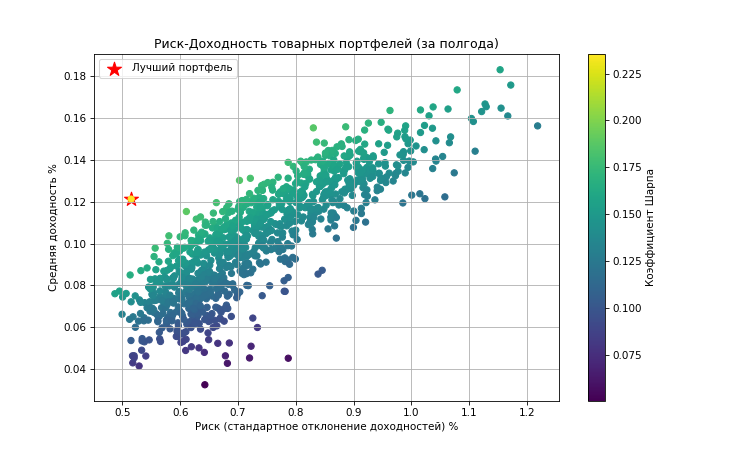 Риск-Доходность товарных портфелей (за полгода)
Лучший портфель
Средняя доходность %
0.18
0.16
0.14
0.12
0.10
0.08
0.06
0.04
0.5 0.6 0.7 0.8 0.9 1.0 1.1 1.2
Риск (стандартное отклонение доходностей) %
0.225
0.200
0.175
0.150
0.125
0.100
0.075
Коэффициент Шарпа